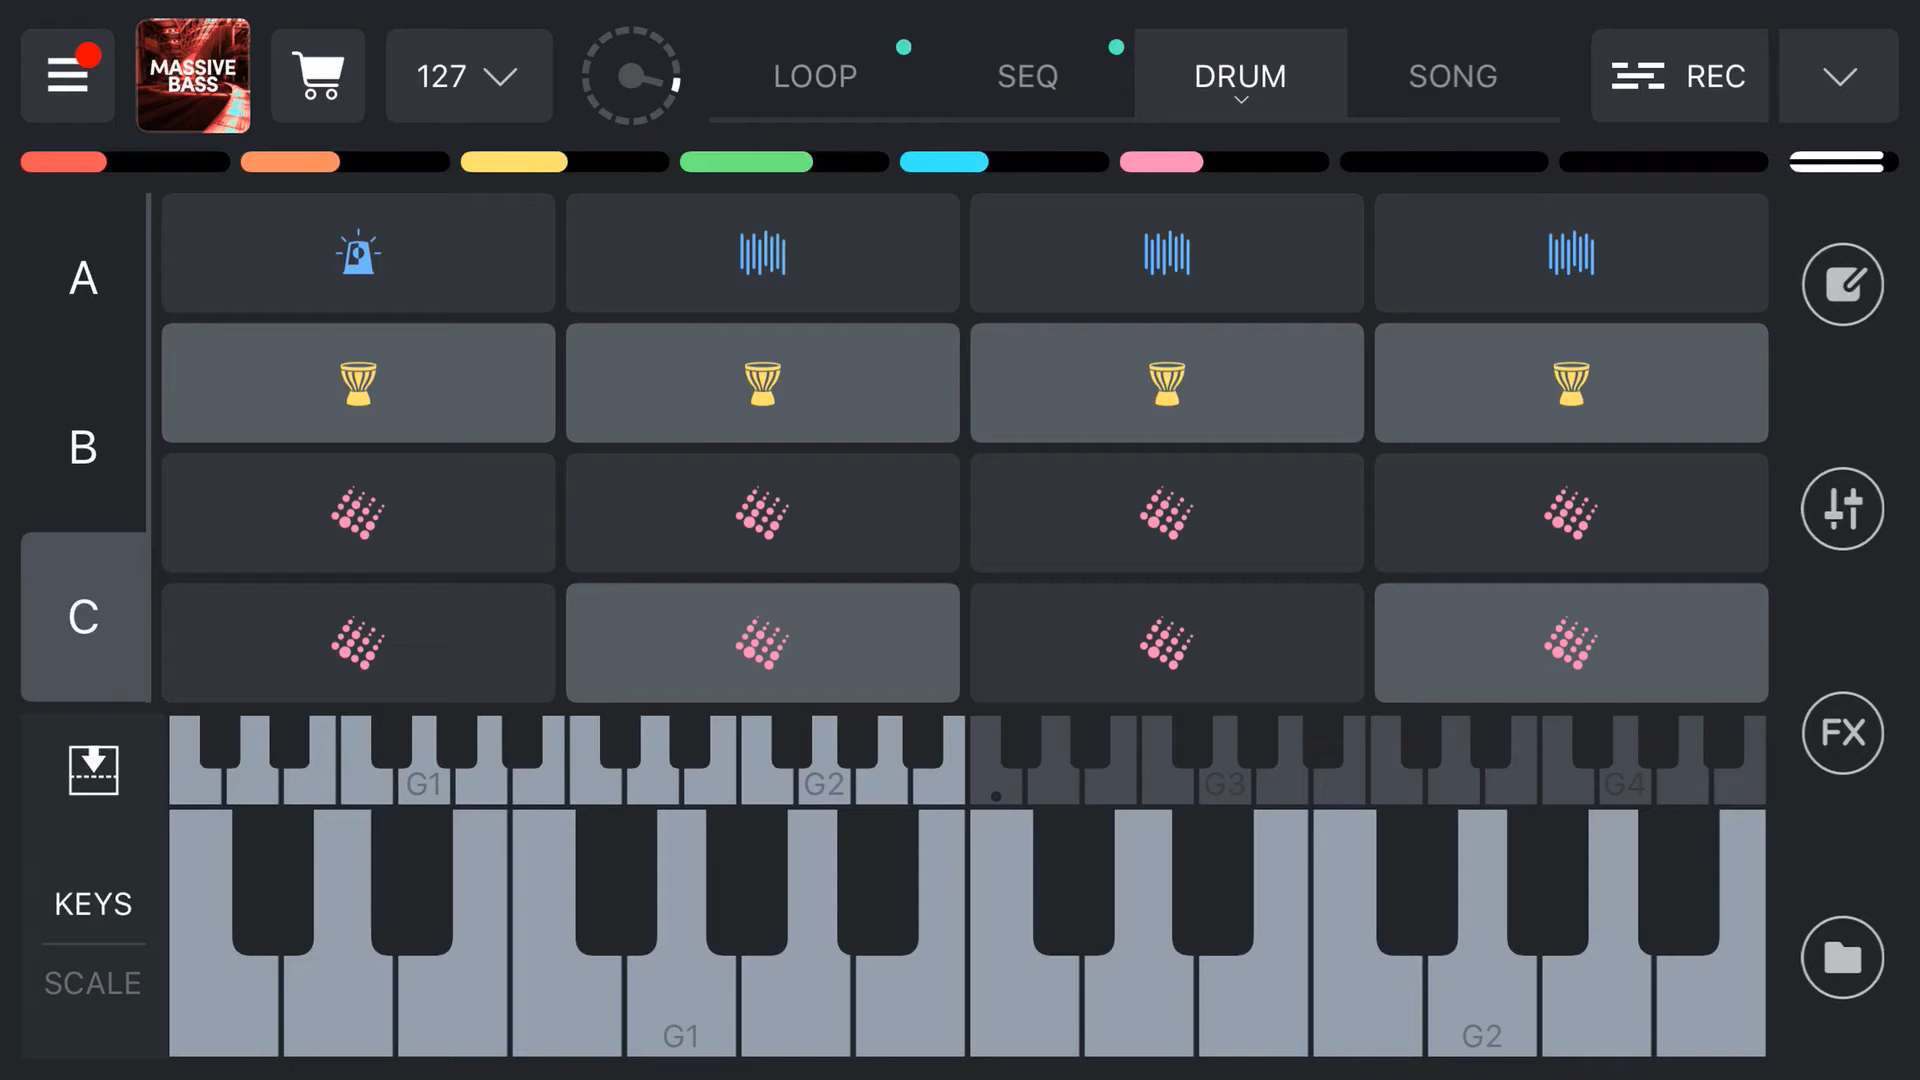 MASSIVE
BASS
127
LOOP
SEQ
DRUM
SONG
REC
A
B
C
FX
G1
G2
G3
G4
KEYS
SCALE
G1
G2